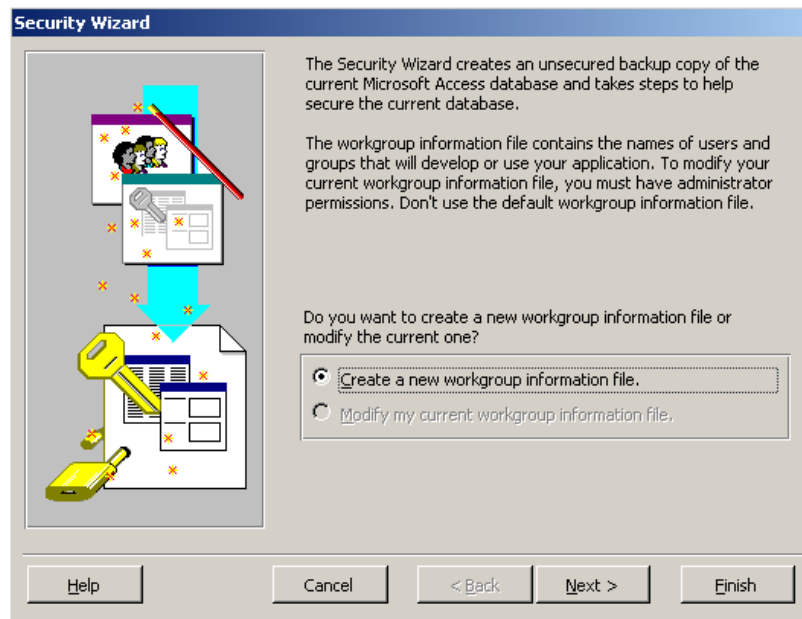 Security Wizard
The Security Wizard creates an unsecured backup copy of the
current Microsoft Access database and takes steps to help
secure the current database.
The workgroup information file contains the names of users and
groups that will develop or use your application. To modify your
current workgroup information file, you must have administrator
permissions. Don't use the default workgroup information file.
Do you want to create a new workgroup information file or
modify the current one?
Create a new workgroup information file.
Modify my current workgroup information file.
Help Cancel < Back Next > Finish